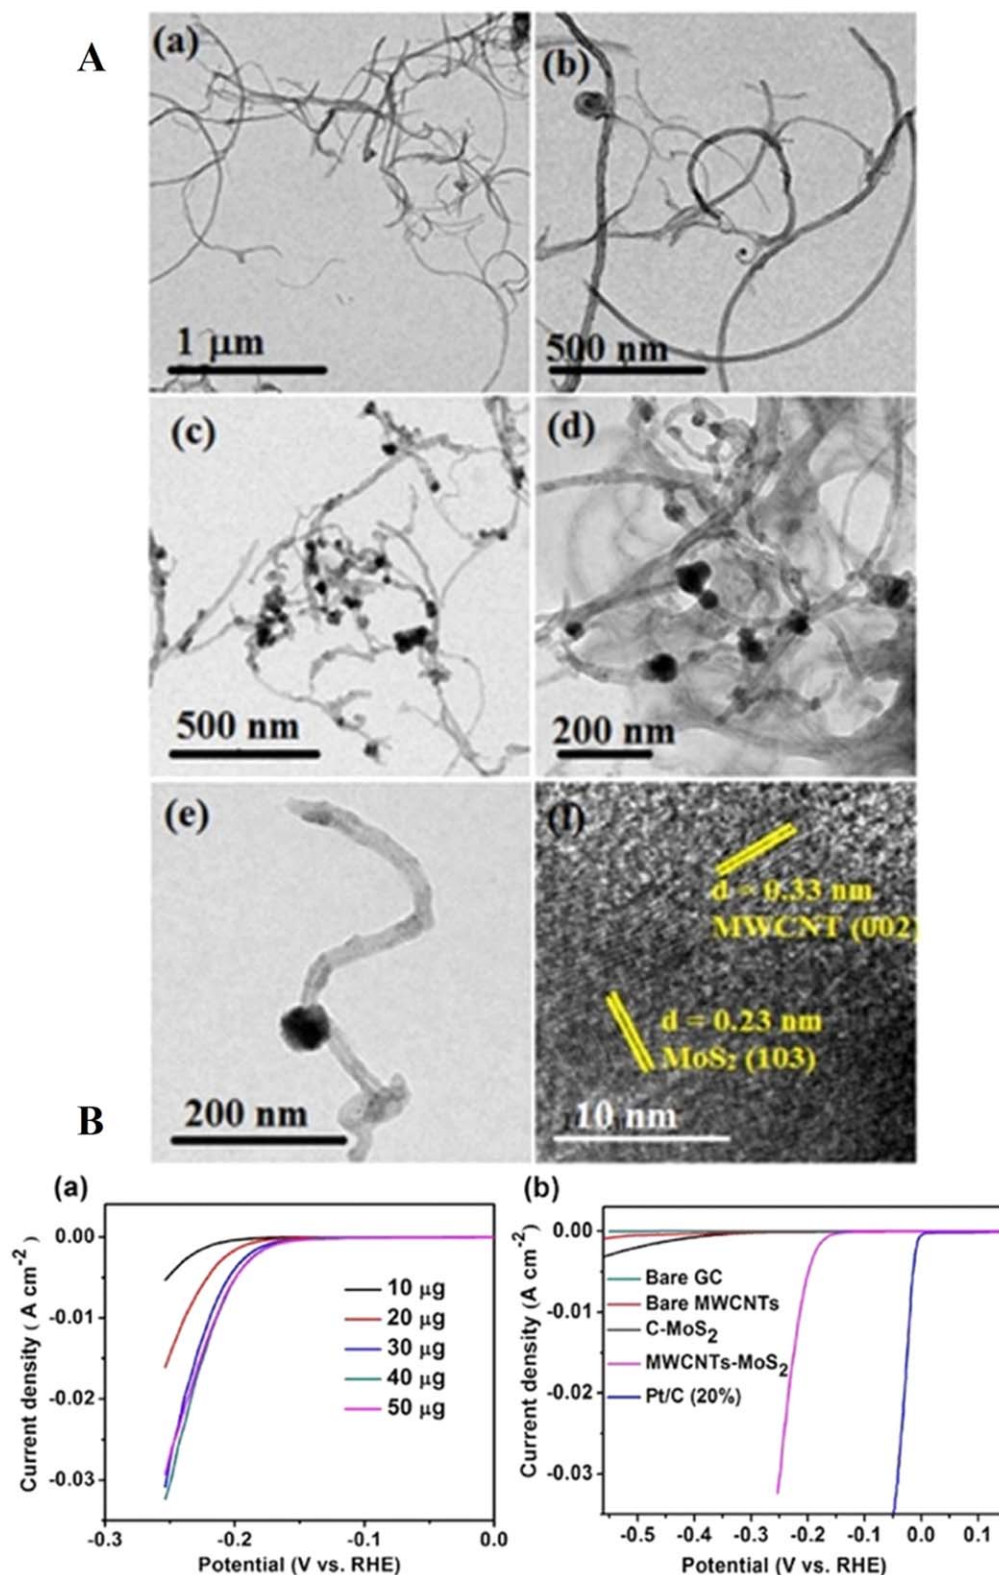 A
(a)
1 μm
(b)
500 nm
(c)
500 nm
(d)
200 nm
(e)
200 nm
(f)
d = 0.33 nm
MWCNT (002)
d = 0.23 nm
MoS₂ (103)
10 nm
B
(a)
Current density ( A cm⁻²)
0.00
-0.01
-0.02
-0.03
10 μg
20 μg
30 μg
40 μg
50 μg
-0.3 -0.2 -0.1 0.0
Potential (V vs. RHE)
(b)
Current density (A cm⁻²)
0.00
-0.01
-0.02
-0.03
Bare GC
Bare MWCNTs
C-MoS₂
MWCNTs-MoS₂
Pt/C (20%)
-0.5 -0.4 -0.3 -0.2 -0.1 0.0 0.1
Potential (V vs. RHE)